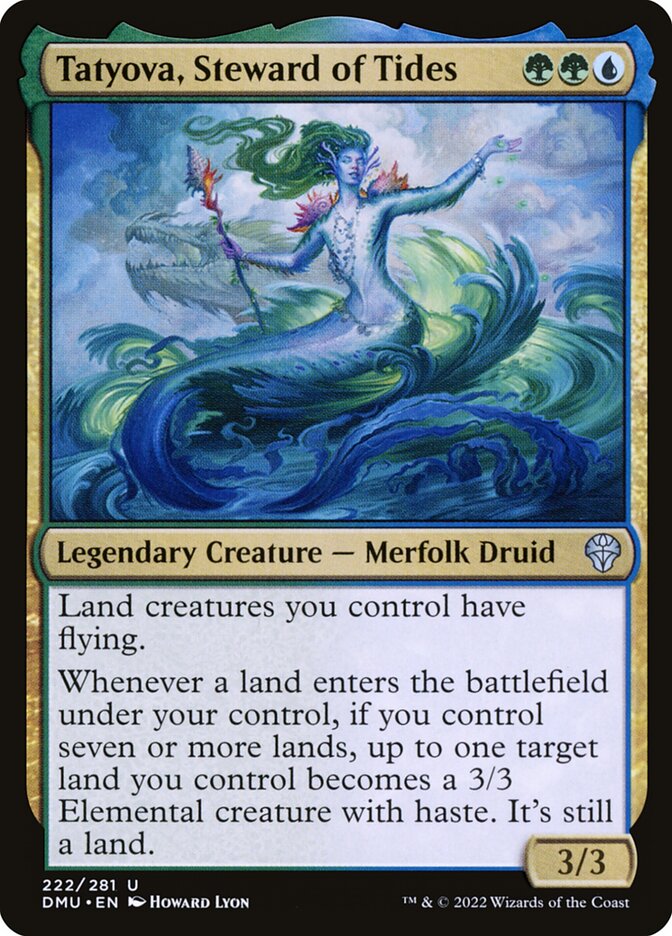 Tatyova, Steward of Tides
Legendary Creature — Merfolk Druid
Land creatures you control have
flying.
Whenever a land enters the battlefield
under your control, if you control
seven or more lands, up to one target
land you control becomes a 3/3
Elemental creature with haste. It's still
a land.
3/3
222/281 U
DMU • EN Howard Lyon
™ & © 2022 Wizards of the Coast